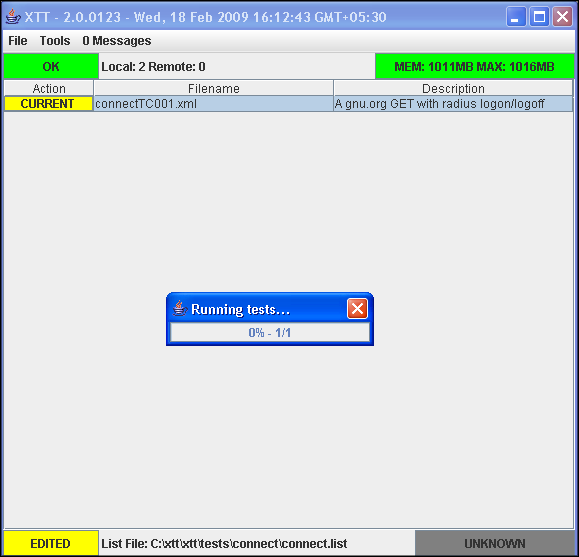 XTT - 2.0.0123 - Wed, 18 Feb 2009 16:12:43 GMT+05:30
File Tools 0 Messages
OK Local: 2 Remote: 0 MEM: 1011MB MAX: 1016MB
Action Filename Description
CURRENT connectTC001.xml A gnu.org GET with radius logon/logoff
Running tests...
0% - 1/1
EDITED List File: C:\xtt\xtt\tests\connect\connect.list UNKNOWN